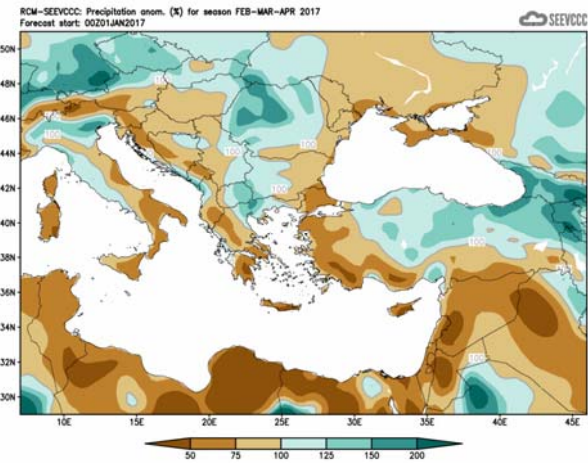 RCM-SEEVCCC: Precipitation anom. (%) for season FEB-MAR-APR 2017
Forecast start: 00Z01JAN2017
SEEVCCC
50N
48N
46N
44N
42N
40N
38N
36N
34N
32N
30N
100
100
100
100
100
100
100
100
10E 15E 20E 25E 30E 35E 40E 45E
50 75 100 125 150 200